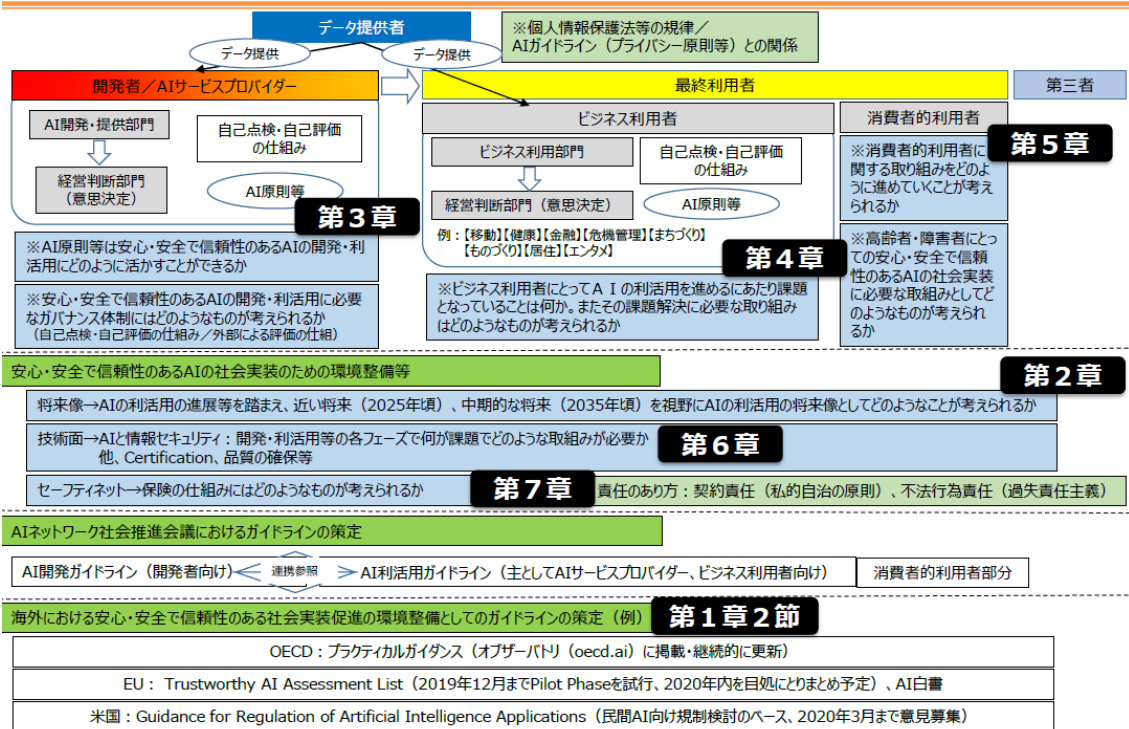 データ提供者
※個人情報保護法等の規律／
AIガイドライン（プライバシー原則等）との関係
データ提供
データ提供
開発者／AIサービスプロバイダー
最終利用者
第三者
AI開発・提供部門
経営判断部門
（意思決定）
自己点検・自己評価
の仕組み
AI原則等
第３章
ビジネス利用者
ビジネス利用部門
経営判断部門（意思決定）
自己点検・自己評価
の仕組み
AI原則等
例：【移動】【健康】【金融】【危機管理】【まちづくり】
【ものづくり】【居住】【エンタメ】
第４章
消費者的利用者
第５章
※消費者的利用者に
関する取り組みをどのよ
うに進めていくことが考え
られるか
※AI原則等は安心・安全で信頼性のあるAIの開発・利
活用にどのように活かすことができるか
※安心・安全で信頼性のあるAIの開発・利活用に必要
なガバナンス体制にはどのようなものが考えられるか
（自己点検・自己評価の仕組み／外部による評価の仕組）
※ビジネス利用者にとってＡＩの利活用を進めるにあたり課題
となっていることは何か。またその課題解決に必要な取り組み
はどのようなものが考えられるか
※高齢者・障害者にとっ
ての安心・安全で信頼
性のあるAIの社会実装
に必要な取組みとしてど
のようなものが考えられ
るか
安心・安全で信頼性のあるAIの社会実装のための環境整備等
第２章
将来像→AIの利活用の進展等を踏まえ、近い将来（2025年頃）、中期的な将来（2035年頃）を視野にAIの利活用の将来像としてどのようなことが考えられるか
技術面→AIと情報セキュリティ：開発・利活用等の各フェーズで何が課題でどのような取組みが必要か
他、Certification、品質の確保等
第６章
セーフティネット→保険の仕組みにはどのようなものが考えられるか
第７章
責任のあり方：契約責任（私的自治の原則）、不法行為責任（過失責任主義）
AIネットワーク社会推進会議におけるガイドラインの策定
AI開発ガイドライン（開発者向け）
連携参照
AI利活用ガイドライン（主としてAIサービスプロバイダー、ビジネス利用者向け）
消費者的利用者部分
海外における安心・安全で信頼性のある社会実装促進の環境整備としてのガイドラインの策定（例）
第１章２節
OECD：プラクティカルガイダンス（オブザーバトリ（oecd.ai）に掲載・継続的に更新）
EU： Trustworthy AI Assessment List（2019年12月までPilot Phaseを試行、2020年内を目処にとりまとめ予定）、AI白書
米国：Guidance for Regulation of Artificial Intelligence Applications（民間AI向け規制検討のベース、2020年3月まで意見募集）